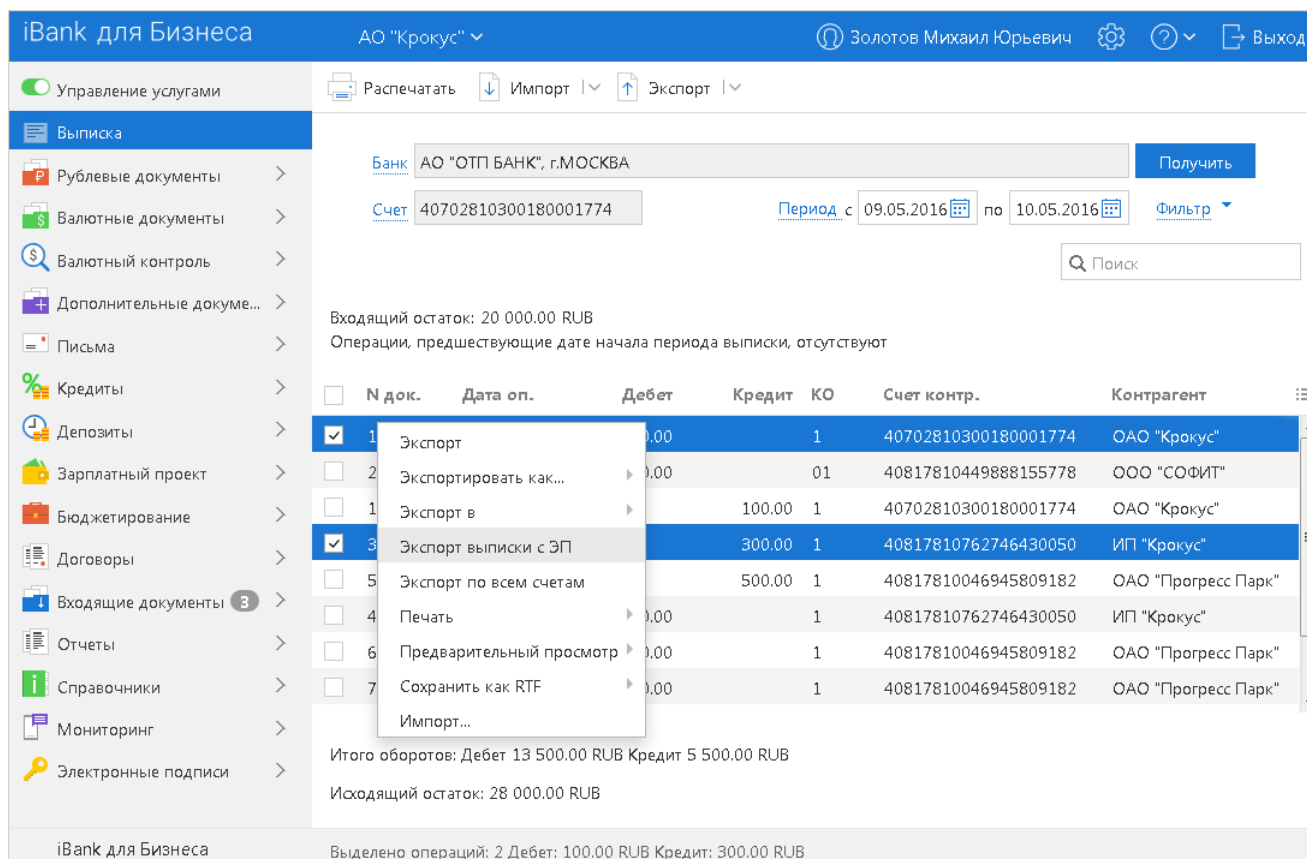 iBank для Бизнеса
АО "Крокус"
Золотов Михаил Юрьевич
Выход
Управление услугами
Распечатать
Импорт
Экспорт
Выписка
Рублевые документы
Валютные документы
Валютный контроль
Дополнительные докуме...
Письма
Кредиты
Депозиты
Зарплатный проект
Бюджетирование
Договоры
Входящие документы 3
Отчеты
Справочники
Мониторинг
Электронные подписи
iBank для Бизнеса
Банк АО "ОТП БАНК", г.МОСКВА Получить
Счет 40702810300180001774 Период с 09.05.2016 по 10.05.2016 Фильтр
Поиск
Входящий остаток: 20 000.00 RUB
Операции, предшествующие дате начала периода выписки, отсутствуют
N док. Дата оп. Дебет Кредит КО Счет контр. Контрагент
1 .00 1 40702810300180001774 ОАО "Крокус"
2 .00 01 40817810449888155778 ООО "СОФИТ"
1 100.00 1 40702810300180001774 ОАО "Крокус"
3 300.00 1 40817810762746430050 ИП "Крокус"
5 500.00 1 40817810046945809182 ОАО "Прогресс Парк"
4 .00 1 40817810762746430050 ИП "Крокус"
6 .00 1 40817810046945809182 ОАО "Прогресс Парк"
7 .00 1 40817810046945809182 ОАО "Прогресс Парк"
Экспорт
Экспортировать как...
Экспорт в
Экспорт выписки с ЭП
Экспорт по всем счетам
Печать
Предварительный просмотр
Сохранить как RTF
Импорт...
Итого оборотов: Дебет 13 500.00 RUB Кредит 5 500.00 RUB
Исходящий остаток: 28 000.00 RUB
Выделено операций: 2 Дебет: 100.00 RUB Кредит: 300.00 RUB